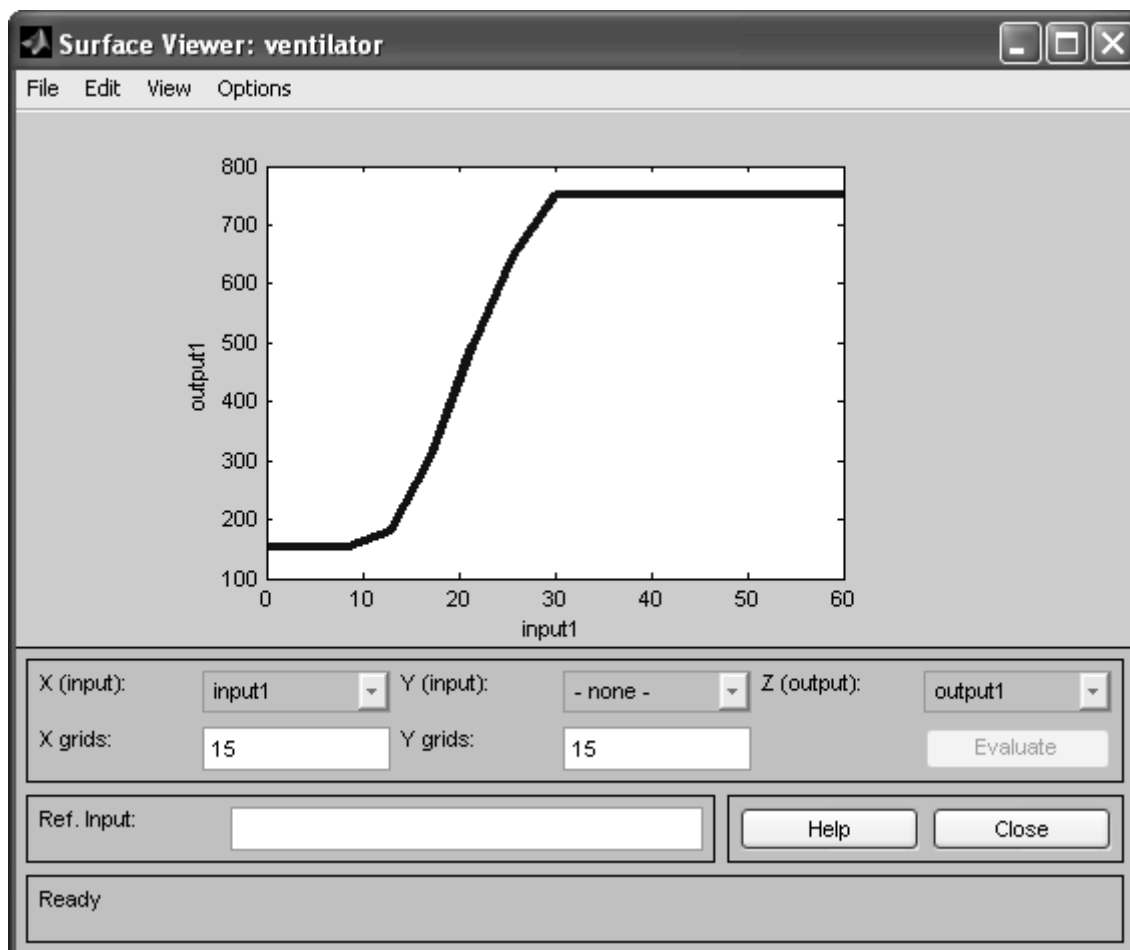 Surface Viewer: ventilator
File Edit View Options
800
700
600
500
400
300
200
100
output1
0 10 20 30 40 50 60
input1
X (input): input1 Y (input): - none - Z (output): output1
X grids: 15 Y grids: 15 Evaluate
Ref. Input: Help Close
Ready